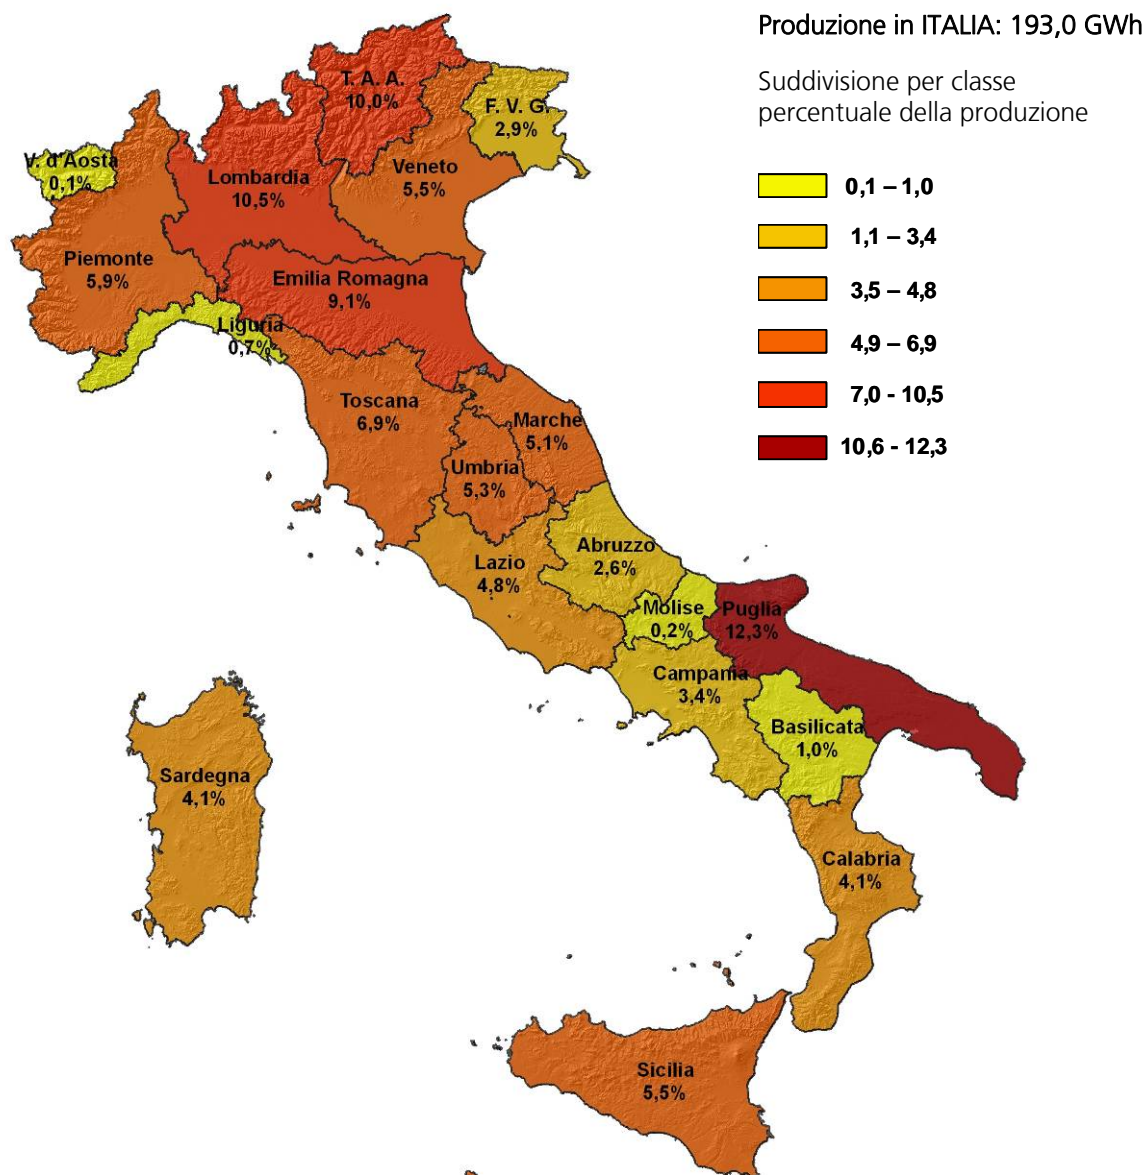 Produzione in ITALIA: 193,0 GWh
Suddivisione per classe
percentuale della produzione
0,1 – 1,0
1,1 – 3,4
3,5 – 4,8
4,9 – 6,9
7,0 - 10,5
10,6 - 12,3
T. A. A.
10,0%
F. V. G.
2,9%
V. d'Aosta
0,1%
Lombardia
10,5%
Veneto
5,5%
Piemonte
5,9%
Emilia Romagna
9,1%
Liguria
0,7%
Toscana
6,9%
Marche
5,1%
Umbria
5,3%
Lazio
4,8%
Abruzzo
2,6%
Molise
0,2%
Puglia
12,3%
Campania
3,4%
Basilicata
1,0%
Sardegna
4,1%
Calabria
4,1%
Sicilia
5,5%